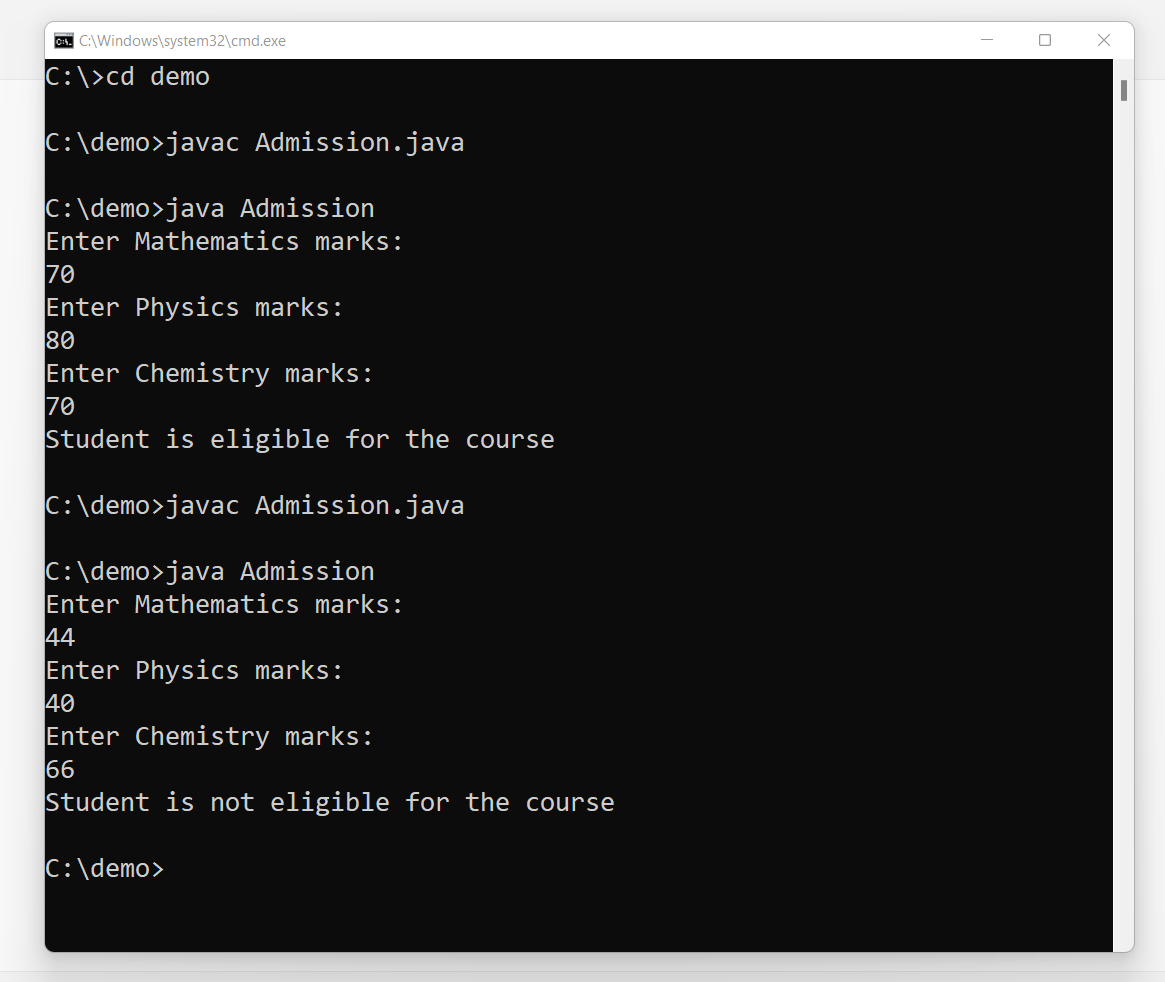 C:\Windows\system32\cmd.exe
C:\>cd demo
C:\demo>javac Admission.java
C:\demo>java Admission
Enter Mathematics marks:
70
Enter Physics marks:
80
Enter Chemistry marks:
70
Student is eligible for the course
C:\demo>javac Admission.java
C:\demo>java Admission
Enter Mathematics marks:
44
Enter Physics marks:
40
Enter Chemistry marks:
66
Student is not eligible for the course
C:\demo>